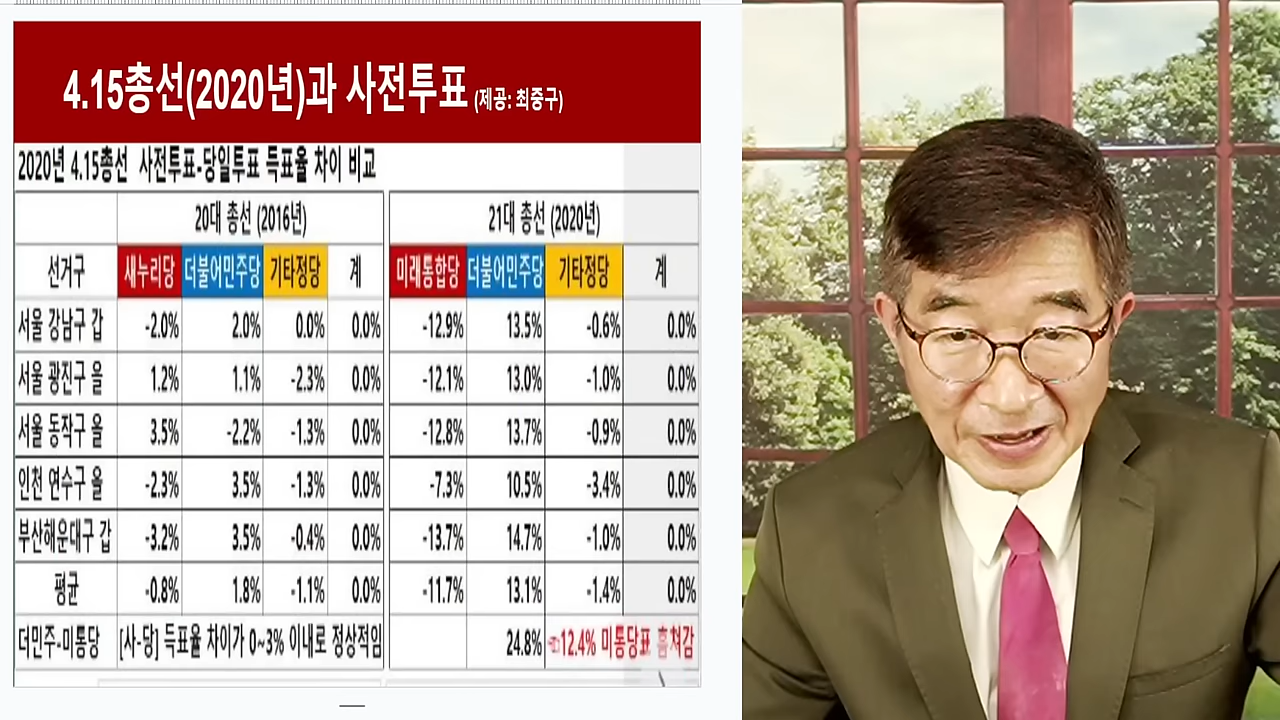 4.15총선(2020년)과 사전투표 (제공: 최중구)
2020년 4.15총선 사전투표-당일투표 득표율 차이 비교
20대 총선 (2016년) 21대 총선 (2020년)
선거구 새누리당 더불어민주당 기타정당 계 미래통합당 더불어민주당 기타정당 계
서울 강남구 갑 -2.0% 2.0% 0.0% 0.0% -12.9% 13.5% -0.6% 0.0%
서울 광진구 을 1.2% 1.1% -2.3% 0.0% -12.1% 13.0% -1.0% 0.0%
서울 동작구 을 3.5% -2.2% -1.3% 0.0% -12.8% 13.7% -0.9% 0.0%
인천 연수구 을 -2.3% 3.5% -1.3% 0.0% -7.3% 10.5% -3.4% 0.0%
부산해운대구 갑 -3.2% 3.5% -0.4% 0.0% -13.7% 14.7% -1.0% 0.0%
평균 -0.8% 1.8% -1.1% 0.0% -11.7% 13.1% -1.4% 0.0%
더민주-미통당 [사-당] 득표율 차이가 0~3% 이내로 정상적임 24.8% ☜12.4% 미통당표 훔쳐감